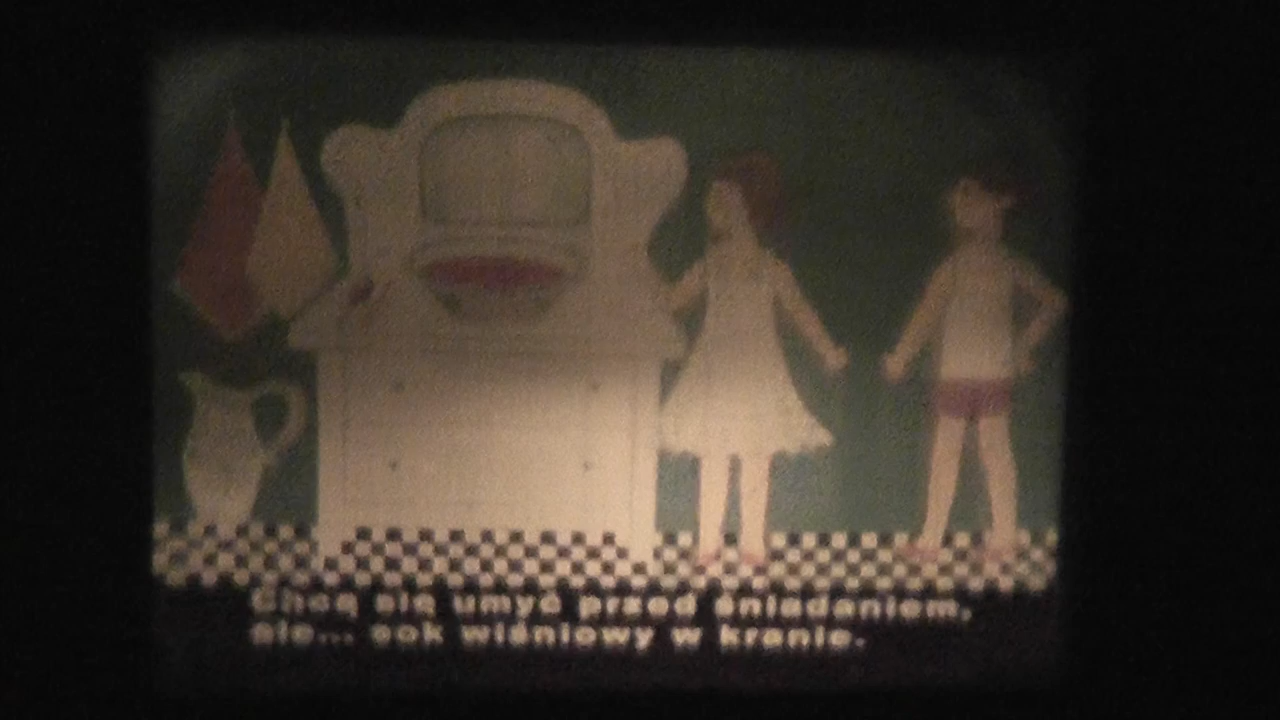 Chcą się umyć przed śniadaniem,
ale... sok wiśniowy w kranie.